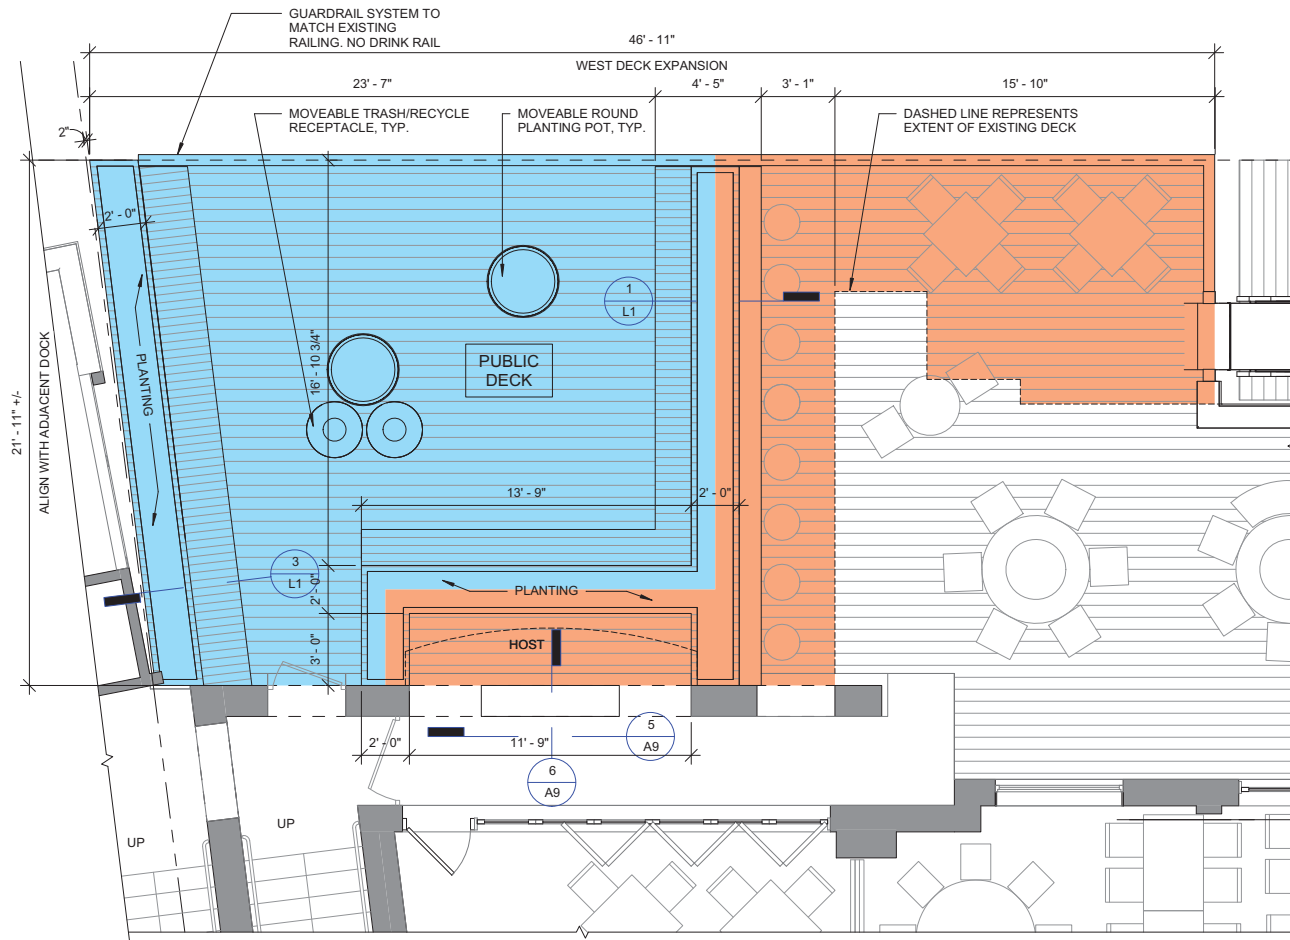 GUARDRAIL SYSTEM TO
MATCH EXISTING
RAILING. NO DRINK RAIL
46' - 11"
WEST DECK EXPANSION
23' - 7"
4' - 5"
3' - 1"
15' - 10"
MOVEABLE TRASH/RECYCLE
RECEPTACLE, TYP.
MOVEABLE ROUND
PLANTING POT, TYP.
DASHED LINE REPRESENTS
EXTENT OF EXISTING DECK
2"
2' - 0"
1
L1
16' - 10 3/4"
PUBLIC
DECK
PLANTING
21' - 11" +/-
ALIGN WITH ADJACENT DOCK
13' - 9"
2' - 0"
3
L1
2' - 0"
PLANTING
3' - 0"
HOST
5
A9
2' - 0"
11' - 9"
6
A9
UP
UP